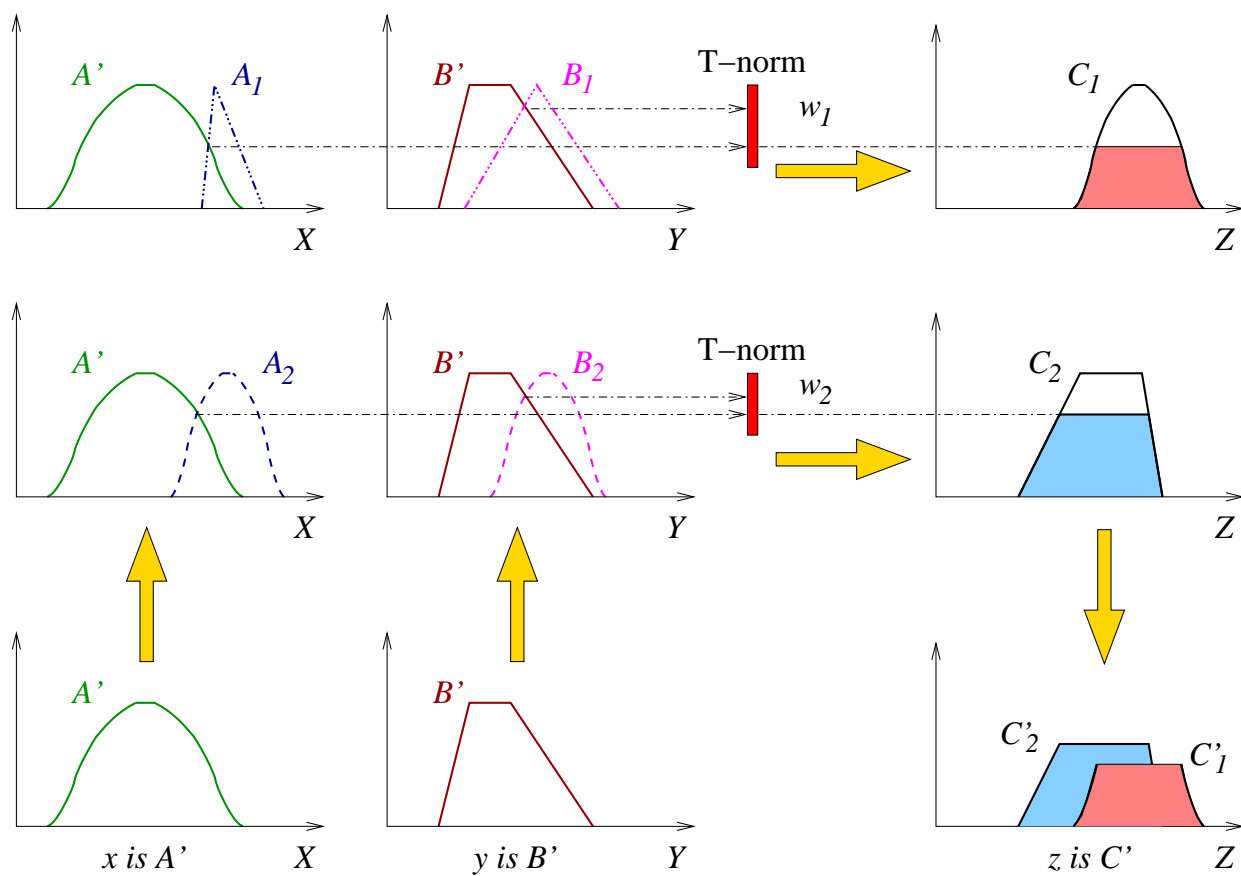 A' A1 B' B1 T−norm w1 C1
X Y Z
A' A2 B' B2 T−norm w2 C2
X Y Z
A' B' C'2 C'1
x is A' X y is B' Y z is C' Z